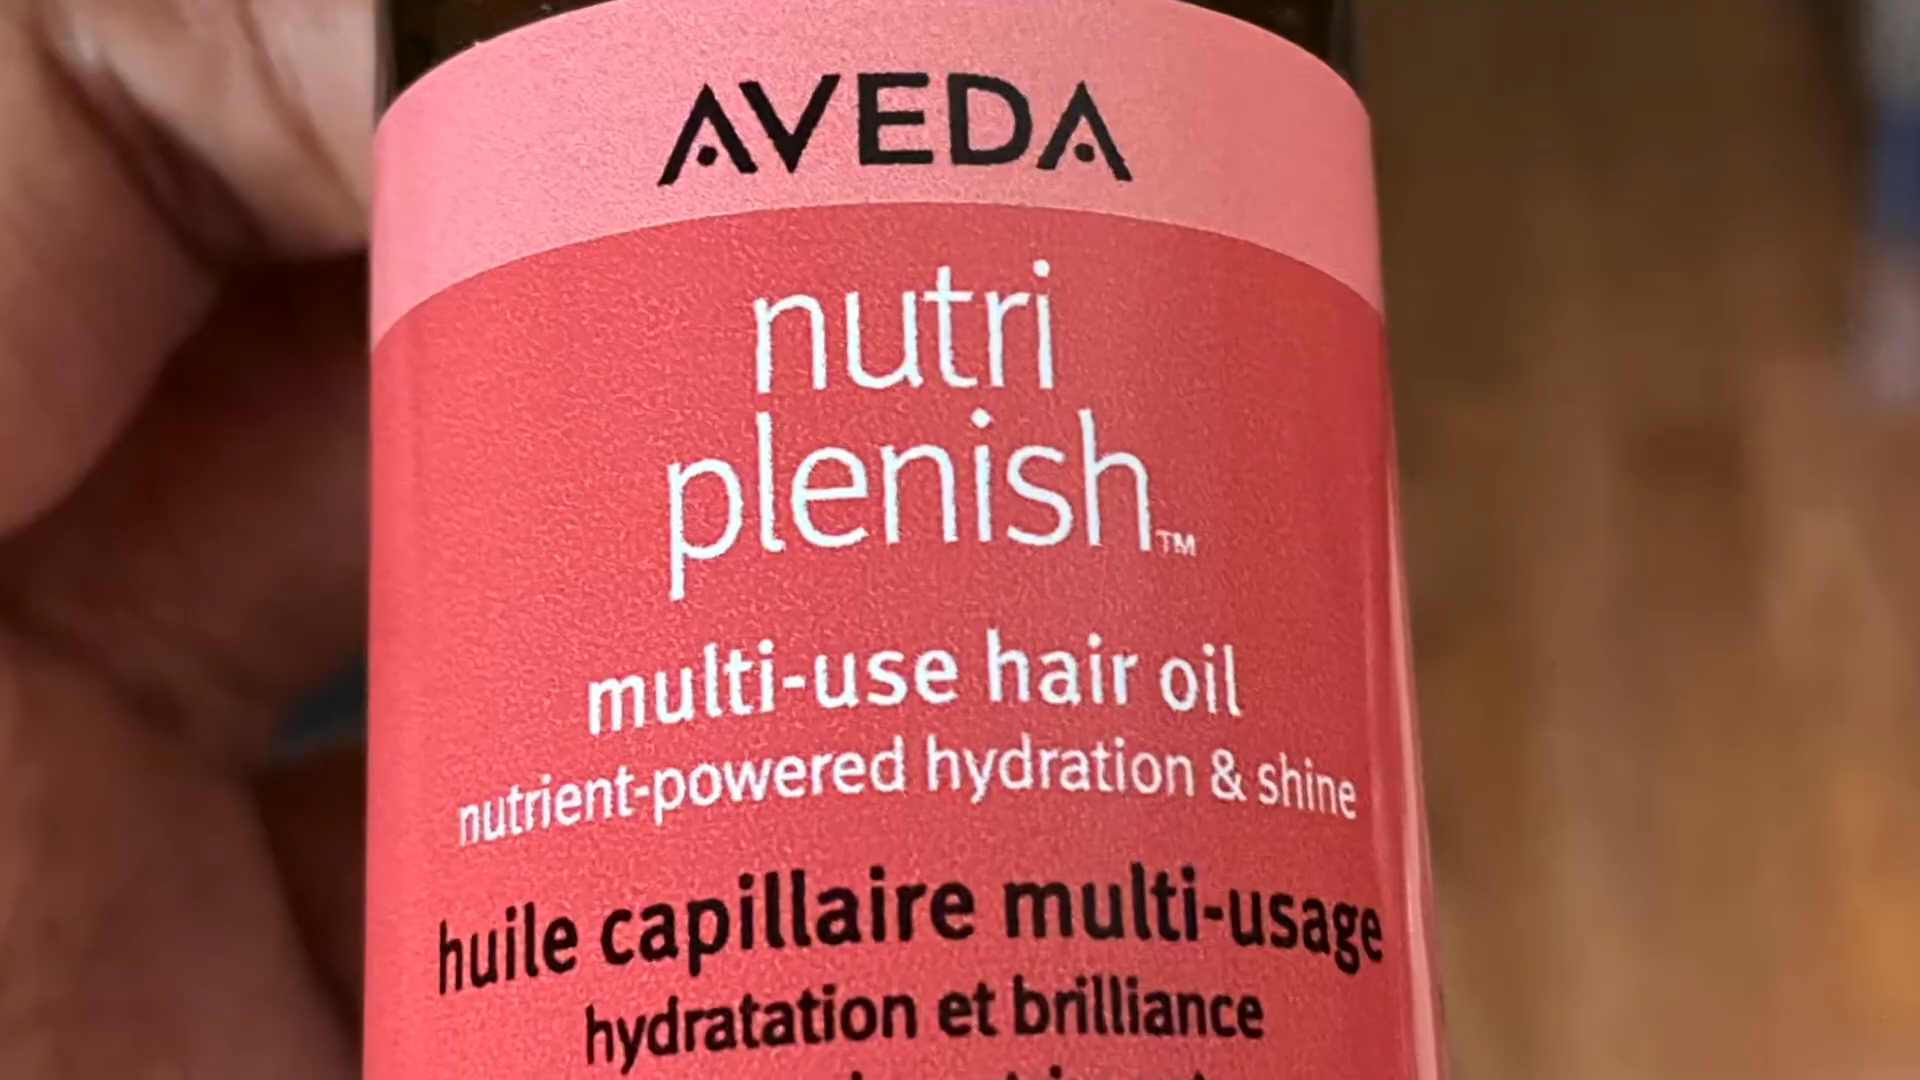 AVEDA
nutri
plenish™
multi-use hair oil
nutrient-powered hydration & shine
huile capillaire multi-usage
hydratation et brilliance